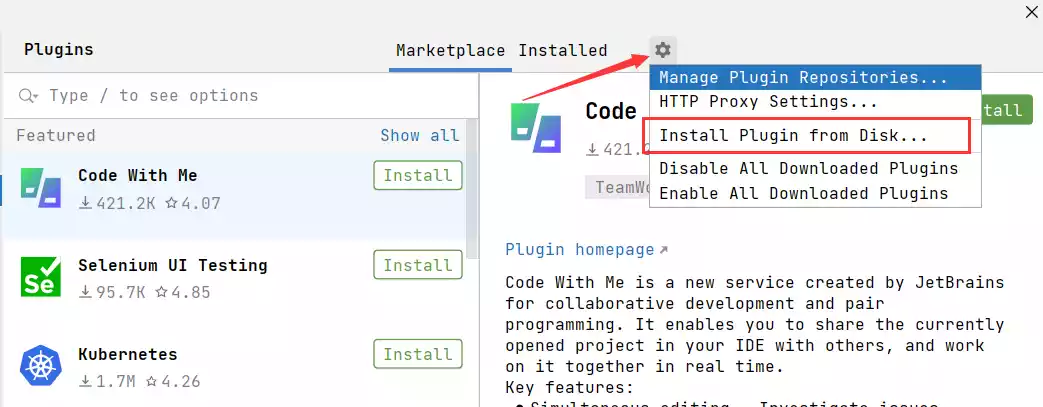 Plugins
Marketplace Installed
Type / to see options
Featured Show all
Code With Me Install
421.2K 4.07
Selenium UI Testing Install
Se
95.7K 4.85
Kubernetes Install
1.7M 4.26
Manage Plugin Repositories...
HTTP Proxy Settings...
Install Plugin from Disk...
Disable All Downloaded Plugins
Enable All Downloaded Plugins
Code
tall
421.2
TeamWo
Plugin homepage
Code With Me is a new service created by JetBrains
for collaborative development and pair
programming. It enables you to share the currently
opened project in your IDE with others, and work
on it together in real time.
Key features:
Simultaneous editing - Investigate issues